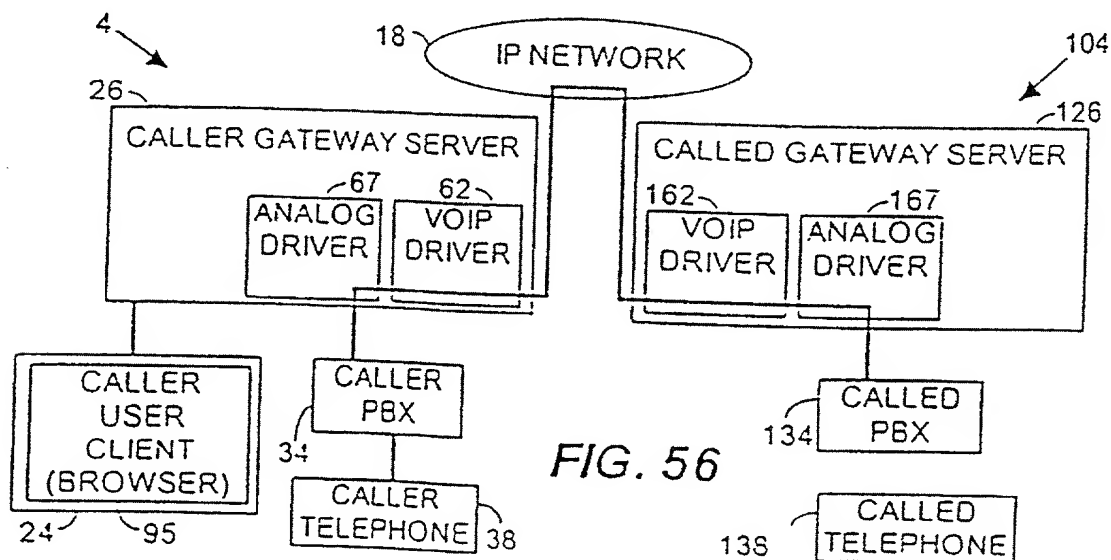 4
18
IP NETWORK
104
26
126
CALLER GATEWAY SERVER
CALLED GATEWAY SERVER
67
62
ANALOG
DRIVER
VOIP
DRIVER
162
167
VOIP
DRIVER
ANALOG
DRIVER
CALLER
USER
CLIENT
(BROWSER)
24
95
CALLER
PBX
34
CALLER
TELEPHONE
38
FIG. 56
CALLED
PBX
134
CALLED
TELEPHONE
138